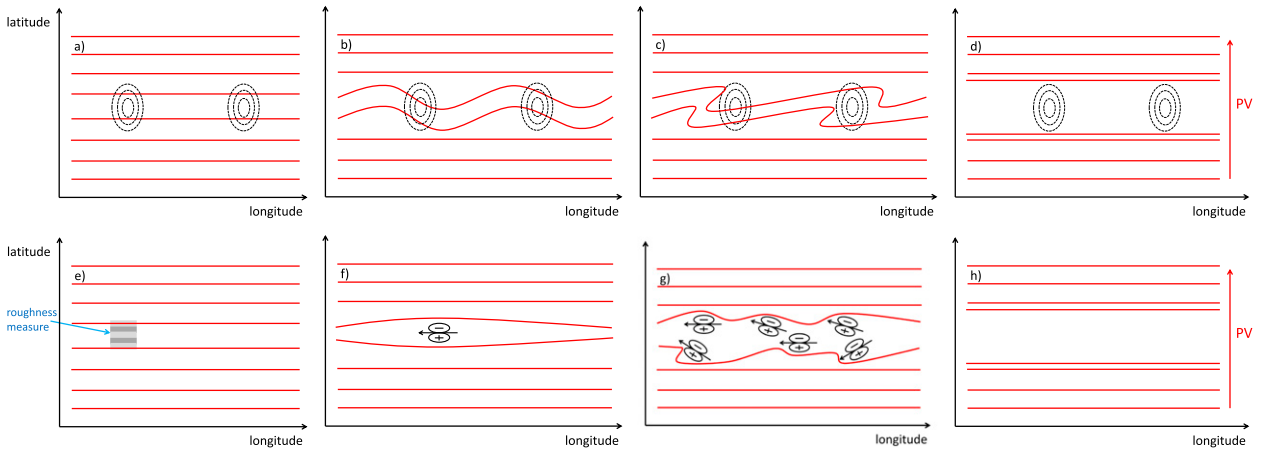 latitude
a)
longitude
b)
longitude
c)
longitude
d)
PV
longitude
latitude
e)
roughness
measure
longitude
f)
−
+
longitude
g)
−
+
−
+
−
+
−
+
−
+
−
+
longitude
h)
PV
longitude